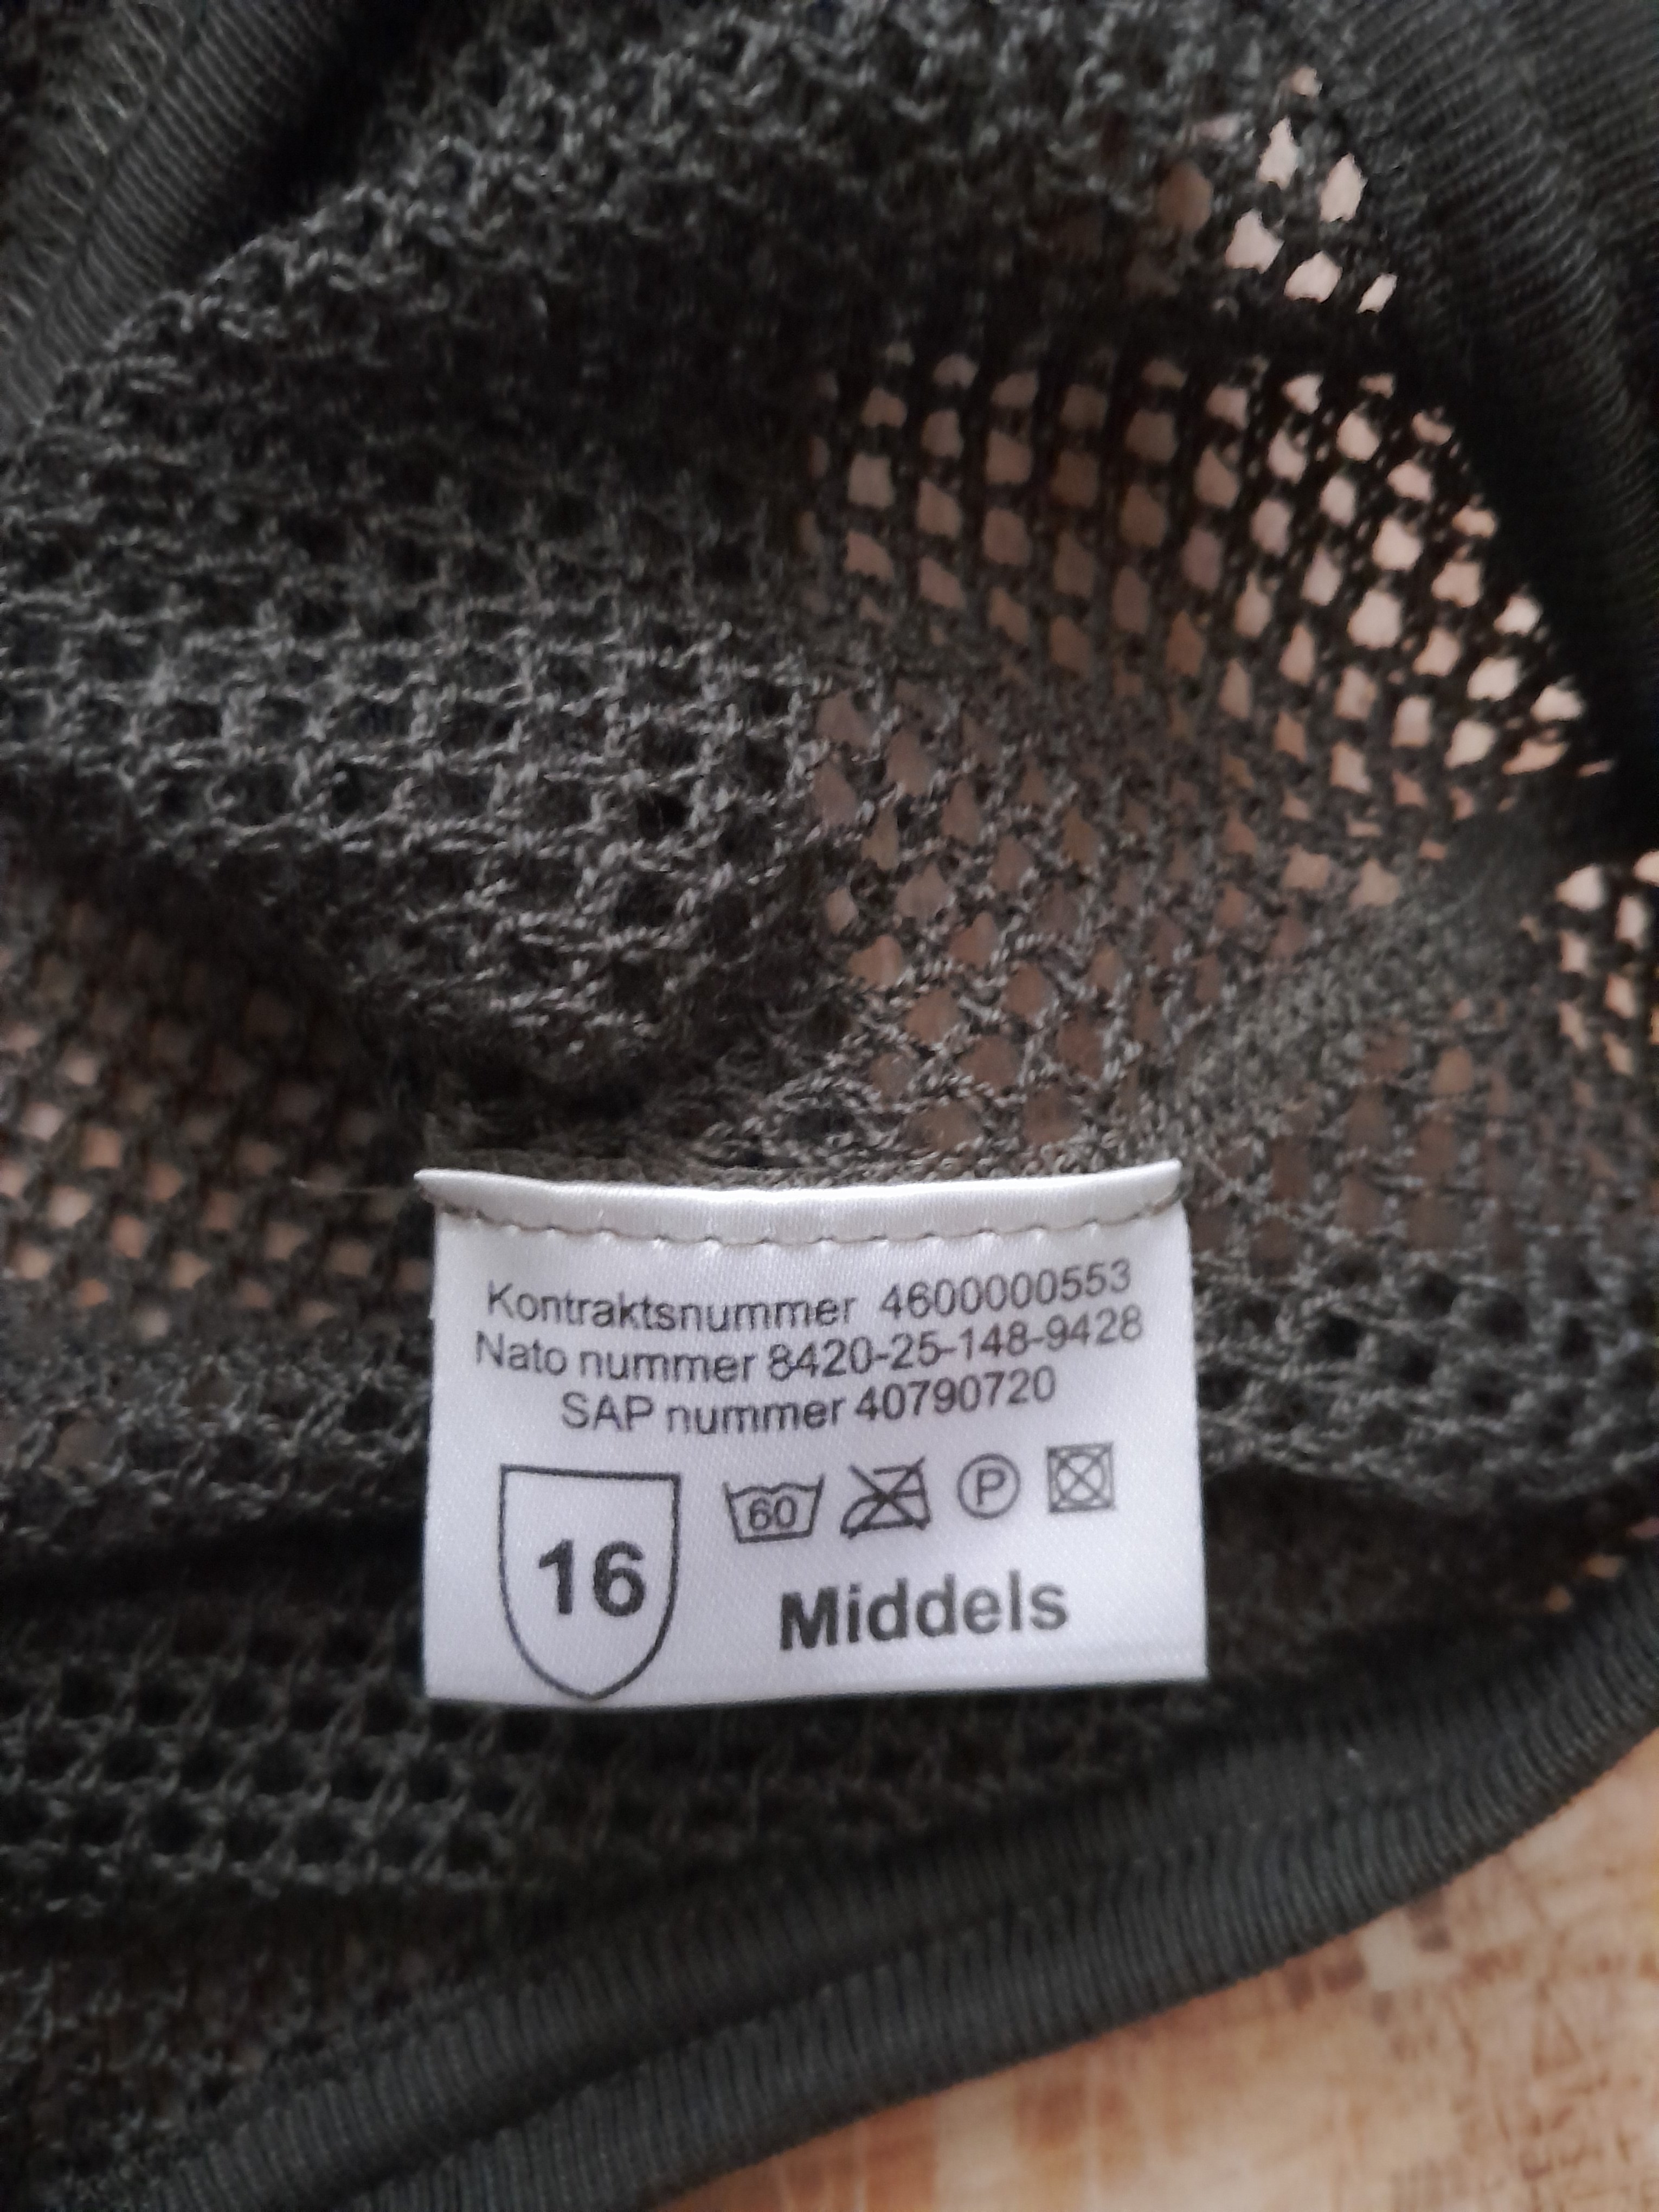 Kontraktsnummer 4600000553
Nato nummer 8420-25-148-9428
SAP nummer 40790720
60 P
16
Middels